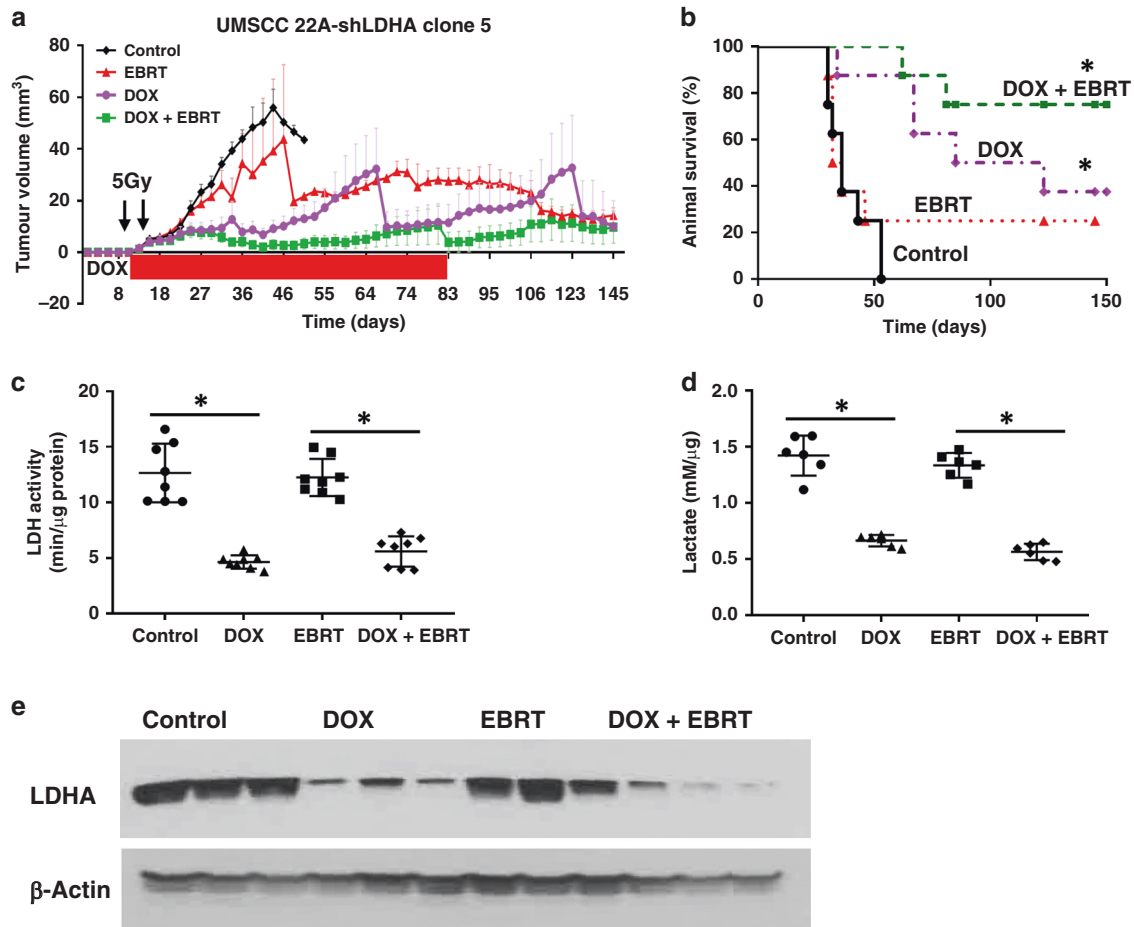 a
UMSCC 22A-shLDHA clone 5
Tumour volume (mm³)
80
60
40
20
0
–20
Control
EBRT
DOX
DOX + EBRT
5Gy
DOX
8 18 27 36 46 55 64 74 83 95 106 123 145
Time (days)
b
Animal survival (%)
100
80
60
40
20
0
*
DOX + EBRT
DOX
*
EBRT
Control
0 50 100 150
Time (days)
c
LDH activity
(min/μg protein)
20
15
10
5
0
* *
Control DOX EBRT DOX + EBRT
d
Lactate (mM/μg)
2.0
1.5
1.0
0.5
0.0
* *
Control DOX EBRT DOX + EBRT
e
Control DOX EBRT DOX + EBRT
LDHA
β-Actin